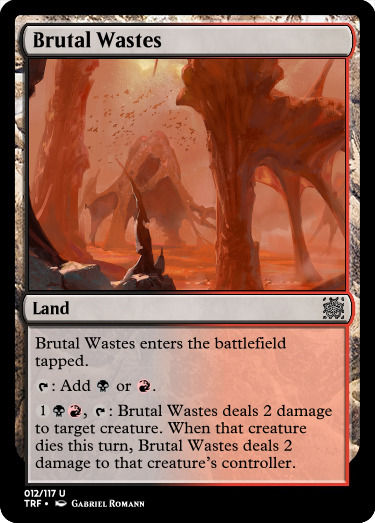 Brutal Wastes
Land
Brutal Wastes enters the battlefield
tapped.
: Add or .
1 , : Brutal Wastes deals 2 damage
to target creature. When that creature
dies this turn, Brutal Wastes deals 2
damage to that creature's controller.
012/117 U
TRF • Gabriel Romann